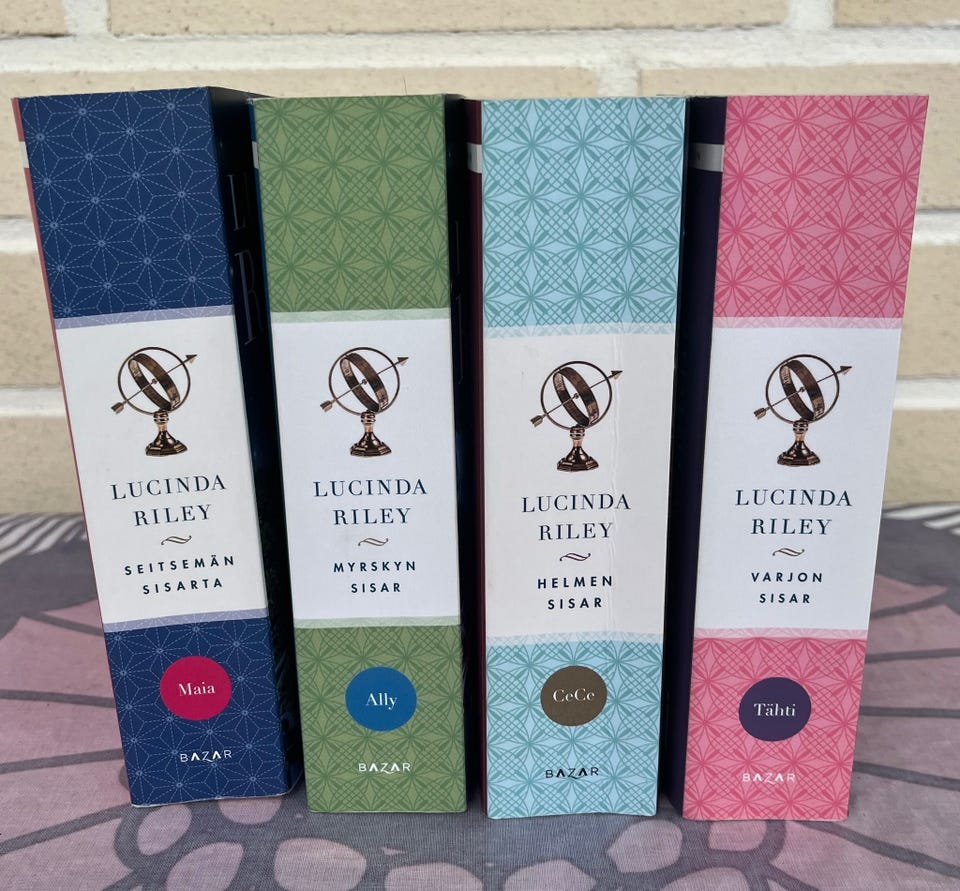 LUCINDA
RILEY
SEITSEMÄN
SISARTA
Maia
BAZAR
LUCINDA
RILEY
MYRSKYN
SISAR
Ally
BAZAR
LUCINDA
RILEY
HELMEN
SISAR
CeCe
BAZAR
LUCINDA
RILEY
VARJON
SISAR
Tähti
BAZAR